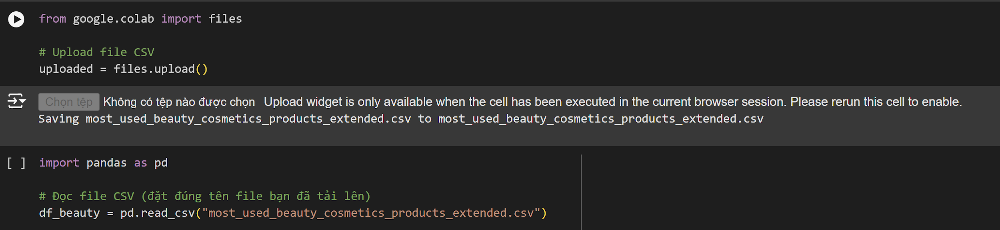 from google.colab import files
# Upload file CSV
uploaded = files.upload()
Chọn tệp Không có tệp nào được chọn Upload widget is only available when the cell has been executed in the current browser session. Please rerun this cell to enable.
Saving most_used_beauty_cosmetics_products_extended.csv to most_used_beauty_cosmetics_products_extended.csv
[ ] import pandas as pd
# Đọc file CSV (đặt đúng tên file bạn đã tải lên)
df_beauty = pd.read_csv("most_used_beauty_cosmetics_products_extended.csv")